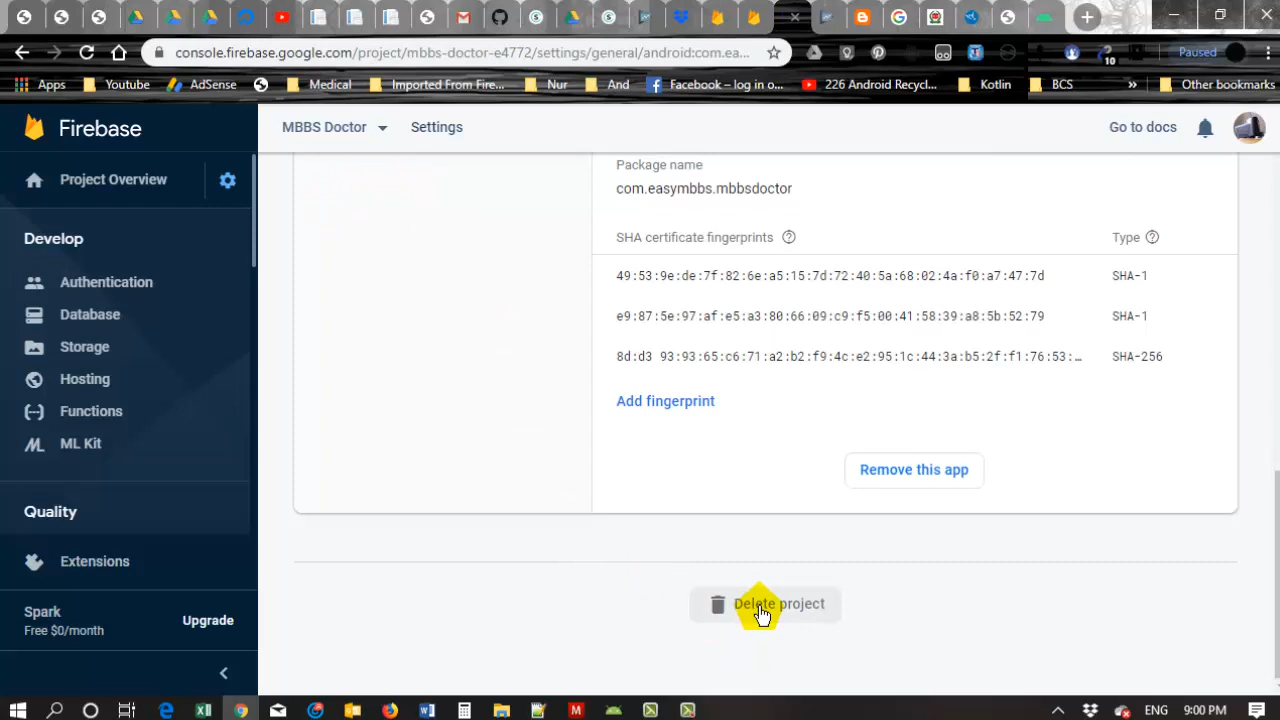 console.firebase.google.com/project/mbbs-doctor-e4772/settings/general/android:com.ea...
10
Paused
Apps
Youtube
AdSense
Medical
Imported From Fire...
Nur
And
Facebook – log in o...
226 Android Recycl...
Kotlin
BCS
»
Other bookmarks
Firebase
MBBS Doctor
Settings
Go to docs
Project Overview
Package name
com.easymbbs.mbbsdoctor
Develop
SHA certificate fingerprints
Type
Authentication
49:53:9e:de:7f:82:6e:a5:15:7d:72:40:5a:68:02:4a:f0:a7:47:7d
SHA-1
Database
e9:87:5e:97:af:e5:a3:80:66:09:c9:f5:00:41:58:39:a8:5b:52:79
SHA-1
Storage
8d:d3 93:93:65:c6:71:a2:b2:f9:4c:e2:95:1c:44:3a:b5:2f:f1:76:53:...
SHA-256
Hosting
Functions
Add fingerprint
ML Kit
Remove this app
Quality
Extensions
Delete project
Spark
Free $0/month
Upgrade
ENG
9:00 PM